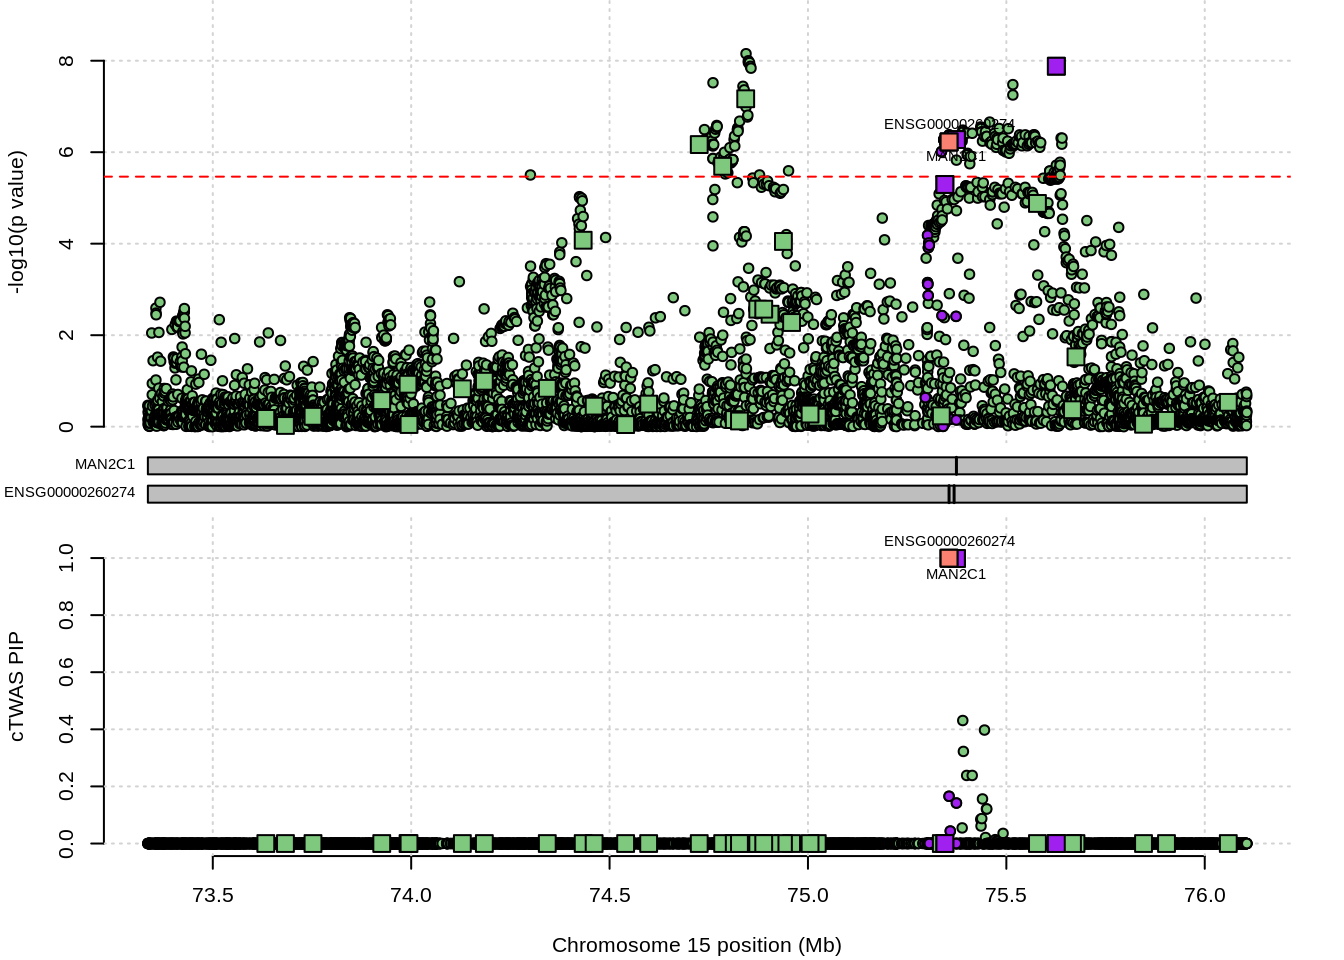 8
6
4
2
0
-log10(p value)
ENSG00000260274
MAN2C1
MAN2C1
ENSG00000260274
ENSG00000260274
MAN2C1
1.0
0.8
0.6
0.4
0.2
0.0
cTWAS PIP
73.5 74.0 74.5 75.0 75.5 76.0
Chromosome 15 position (Mb)